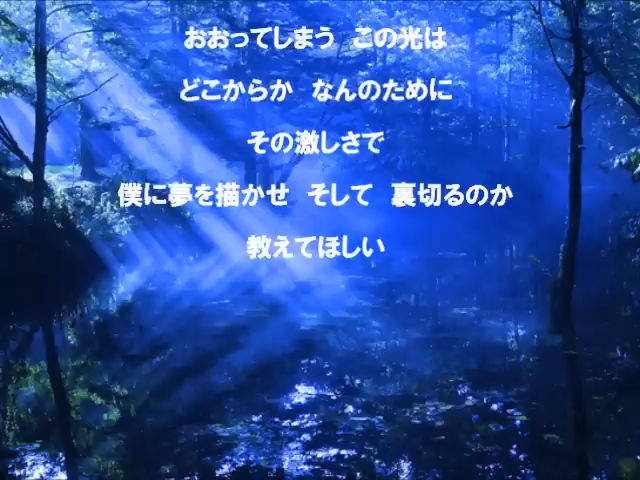 おおってしまう　この光は
どこからか　なんのために
その激しさで
僕に夢を描かせ　そして　裏切るのか
教えてほしい